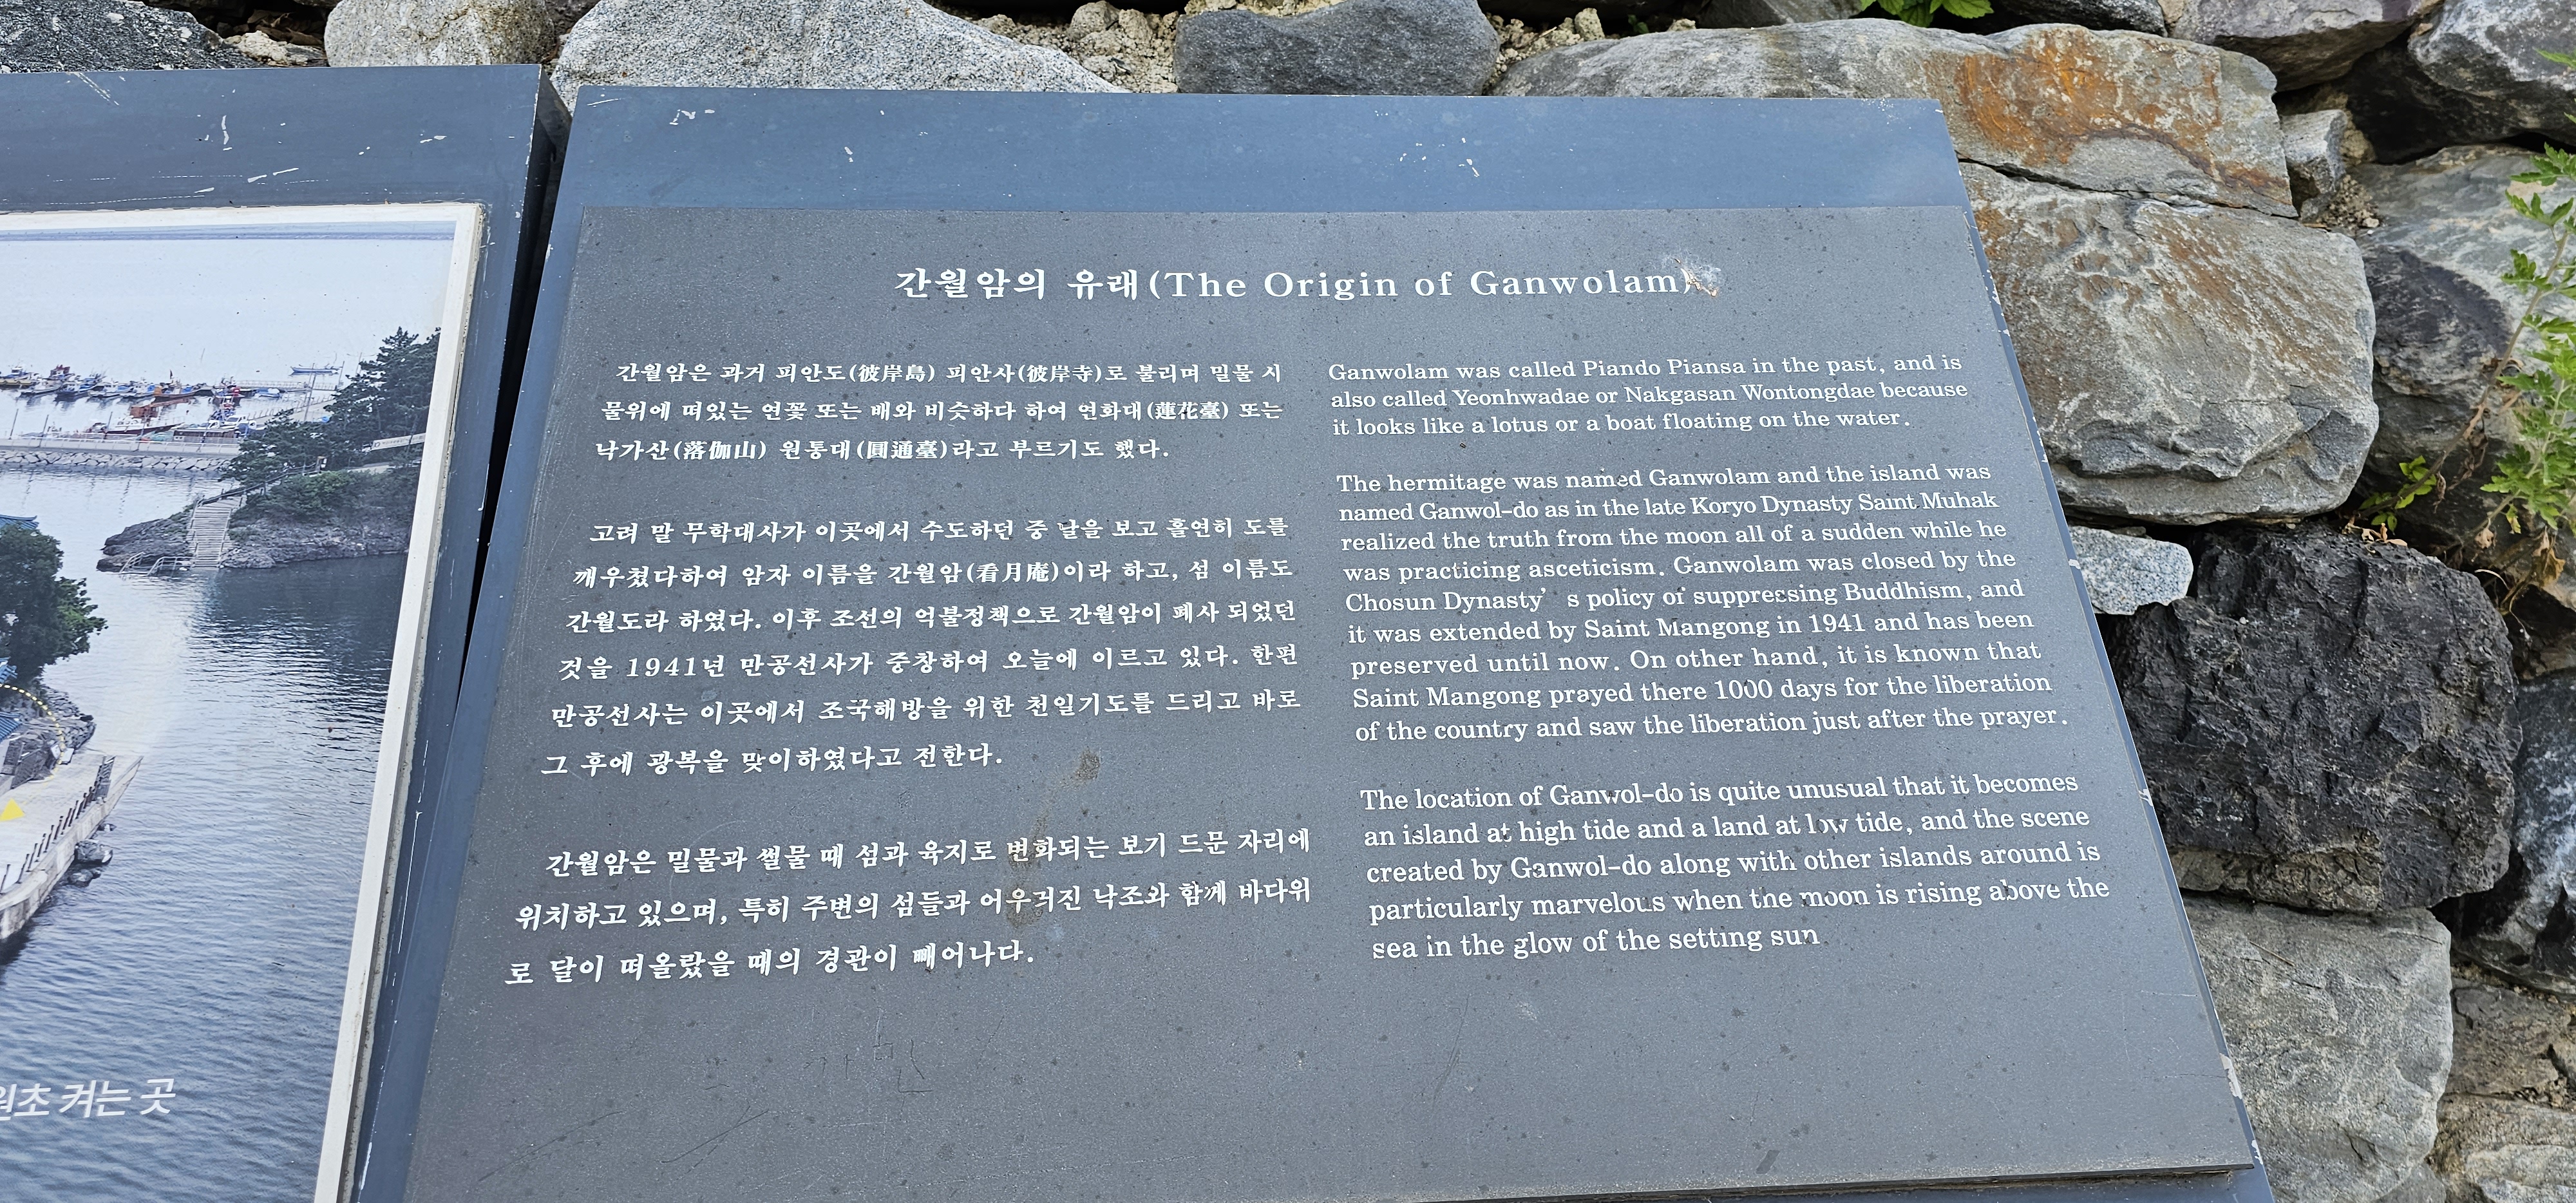 간월암의 유래(The Origin of Ganwolam)
간월암은 과거 피안도(彼岸島) 피안사(彼岸寺)로 불리며 밀물 시
물위에 떠있는 연꽃 또는 배와 비슷하다 하여 연화대(蓮花臺) 또는
낙가산(落伽山) 원통대(圓通臺)라고 부르기도 했다.
고려 말 무학대사가 이곳에서 수도하던 중 달을 보고 홀연히 도를
깨우쳤다하여 암자 이름을 간월암(看月庵)이라 하고, 섬 이름도
간월도라 하였다. 이후 조선의 억불정책으로 간월암이 폐사 되었던
것을 1941년 만공선사가 중창하여 오늘에 이르고 있다. 한편
만공선사는 이곳에서 조국해방을 위한 천일기도를 드리고 바로
그 후에 광복을 맞이하였다고 전한다.
간월암은 밀물과 썰물 때 섬과 육지로 변화되는 보기 드문 자리에
위치하고 있으며, 특히 주변의 섬들과 어우러진 낙조와 함께 바다위
로 달이 떠올랐을 때의 경관이 빼어나다.
Ganwolam was called Piando Piansa in the past, and is
also called Yeonhwadae or Nakgasan Wontongdae because
it looks like a lotus or a boat floating on the water.
The hermitage was named Ganwolam and the island was
named Ganwol-do as in the late Koryo Dynasty Saint Muhak
realized the truth from the moon all of a sudden while he
was practicing asceticism. Ganwolam was closed by the
Chosun Dynasty’ s policy of suppressing Buddhism, and
it was extended by Saint Mangong in 1941 and has been
preserved until now. On other hand, it is known that
Saint Mangong prayed there 1000 days for the liberation
of the country and saw the liberation just after the prayer.
The location of Ganwol-do is quite unusual that it becomes
an island at high tide and a land at low tide, and the scene
created by Ganwol-do along with other islands around is
particularly marvelous when the moon is rising above the
sea in the glow of the setting sun
원초 켜는 곳